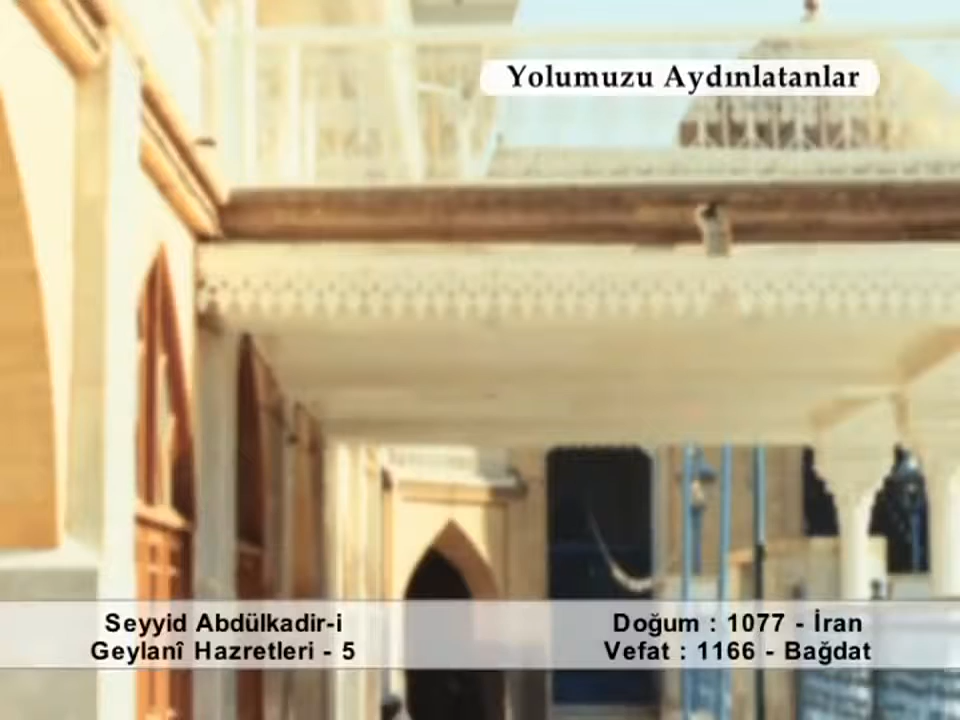 Yolumuzu Aydınlatanlar
Seyyid Abdülkadir-i
Geylanî Hazretleri - 5
Doğum : 1077 - İran
Vefat : 1166 - Bağdat